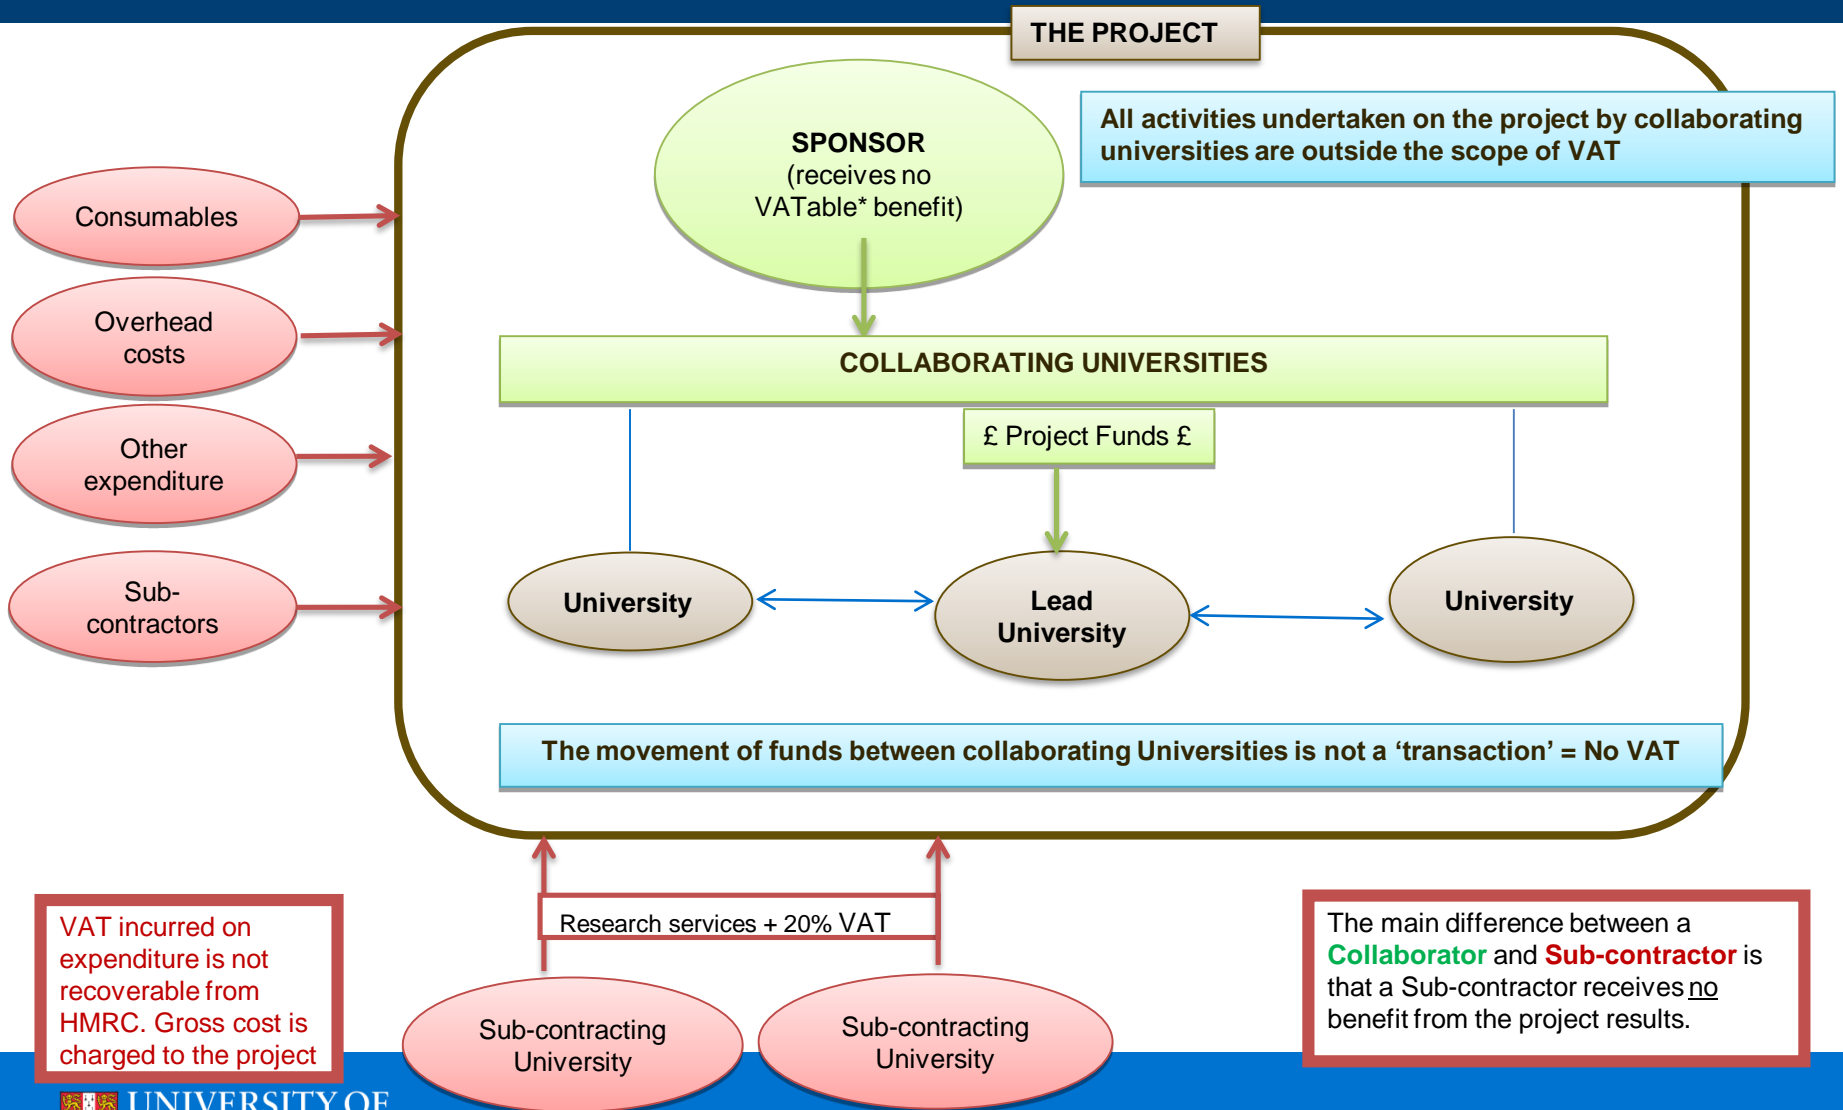 THE PROJECT
All activities undertaken on the project by collaborating
universities are outside the scope of VAT
SPONSOR
(receives no
VATable* benefit)
Consumables
Overhead
costs
Other
expenditure
Sub-
contractors
COLLABORATING UNIVERSITIES
£ Project Funds £
University
Lead
University
University
The movement of funds between collaborating Universities is not a ‘transaction’ = No VAT
Research services + 20% VAT
VAT incurred on
expenditure is not
recoverable from
HMRC. Gross cost is
charged to the project
Sub-contracting
University
Sub-contracting
University
The main difference between a
Collaborator and Sub-contractor is
that a Sub-contractor receives no
benefit from the project results.
UNIVERSITY OF